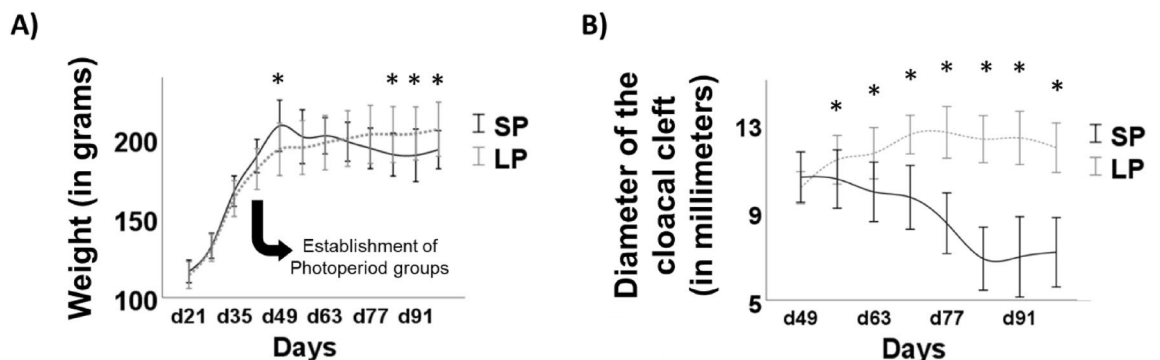 A)
Weight (in grams)
200
150
100
* * * *
SP
LP
Establishment of
Photoperiod groups
d21 d35 d49 d63 d77 d91
Days
B)
Diameter of the
cloacal cleft
(in millimeters)
13
9
5
* * * * * * *
SP
LP
d49 d63 d77 d91
Days